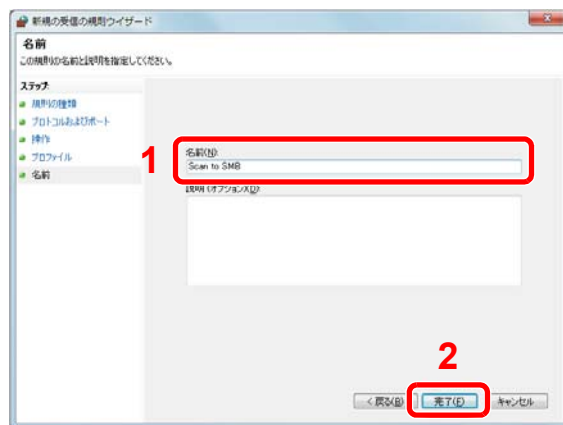 新規の受信の規則ウィザード
名前
この規則の名前と説明を指定してください。
ステップ:
規則の種類
プロトコルおよびポート
操作
プロファイル
名前
1
名前(N):
Scan to SMB
説明 (オプション)(D):
2
< 戻る(B)
完了(F)
キャンセル